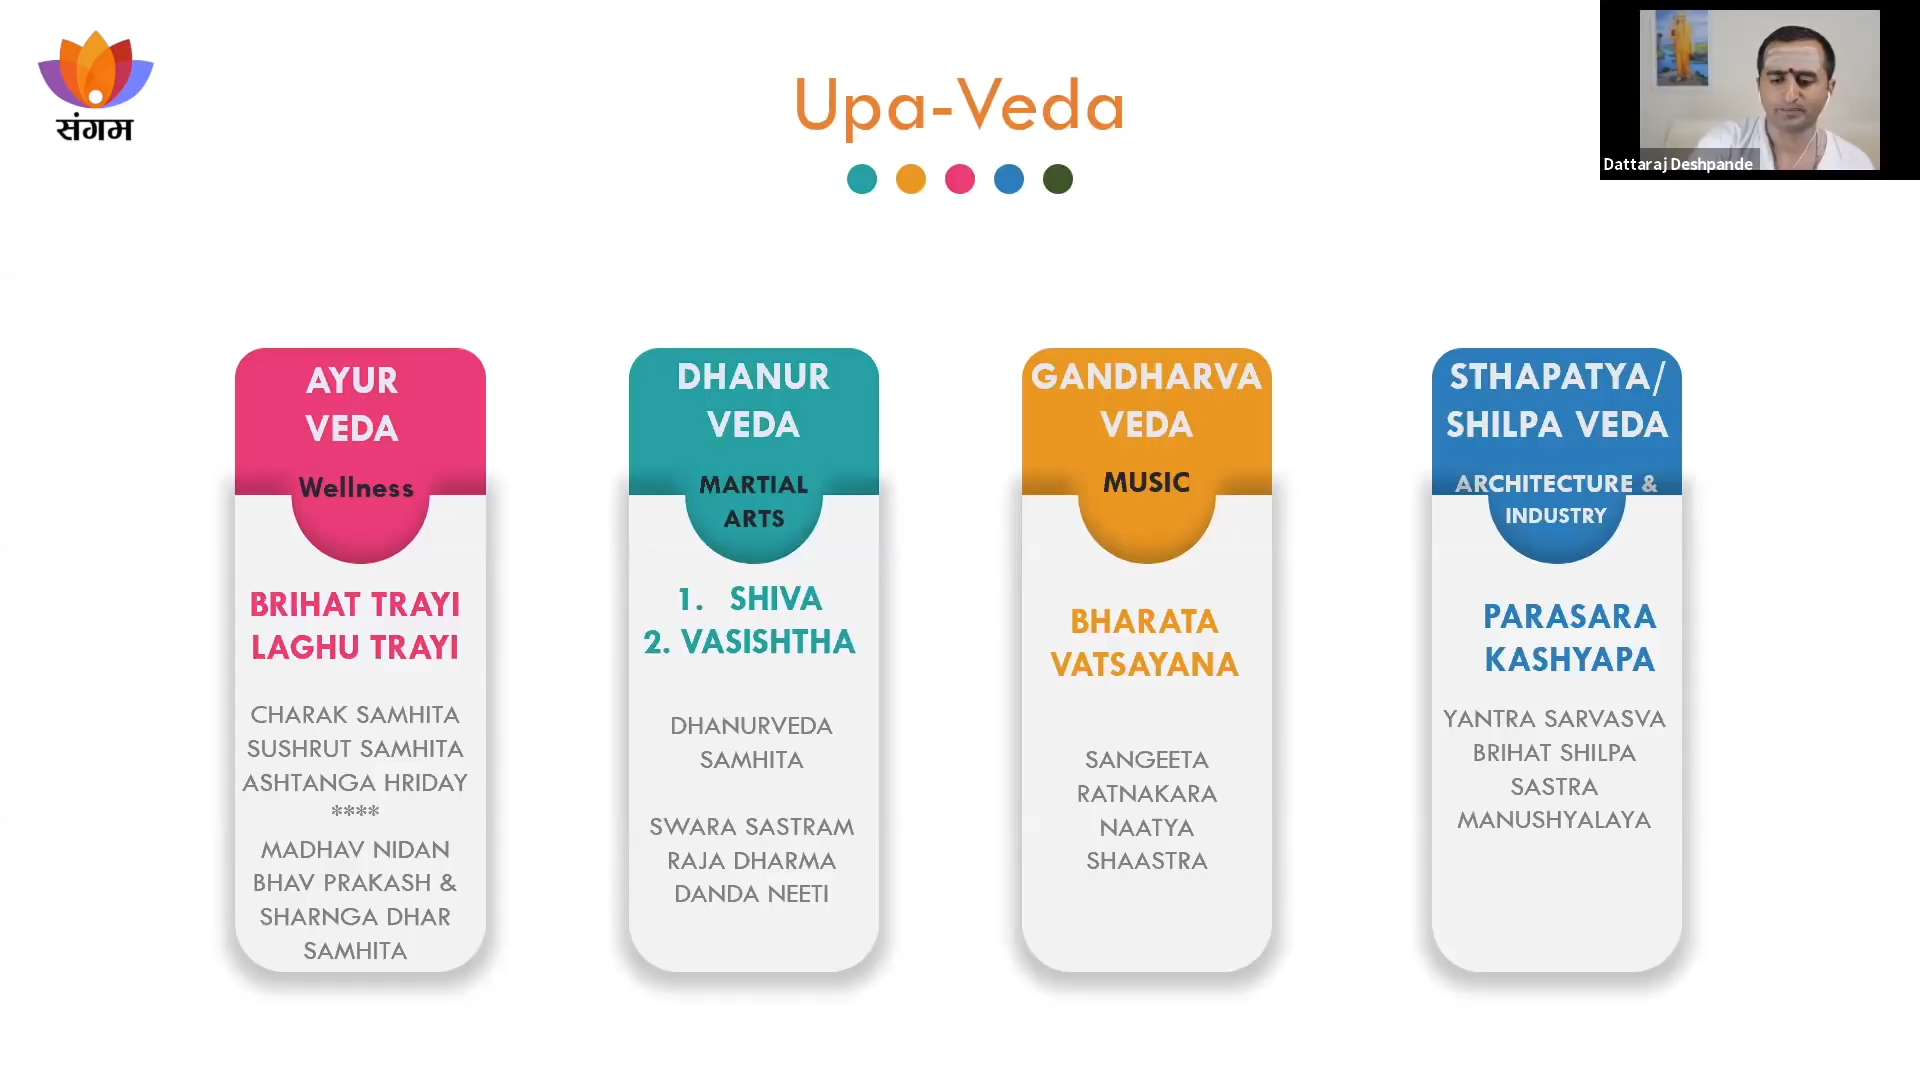 संगम
Upa-Veda
Dattaraj Deshpande
AYUR
VEDA
Wellness
BRIHAT TRAYI
LAGHU TRAYI
CHARAK SAMHITA
SUSHRUT SAMHITA
ASHTANGA HRIDAY
****
MADHAV NIDAN
BHAV PRAKASH &
SHARNGA DHAR
SAMHITA
DHANUR
VEDA
MARTIAL
ARTS
1. SHIVA
2. VASISHTHA
DHANURVEDA
SAMHITA
SWARA SASTRAM
RAJA DHARMA
DANDA NEETI
GANDHARVA
VEDA
MUSIC
BHARATA
VATSAYANA
SANGEETA
RATNAKARA
NAATYA
SHAASTRA
STHAPATYA/
SHILPA VEDA
ARCHITECTURE &
INDUSTRY
PARASARA
KASHYAPA
YANTRA SARVASVA
BRIHAT SHILPA
SASTRA
MANUSHYALAYA